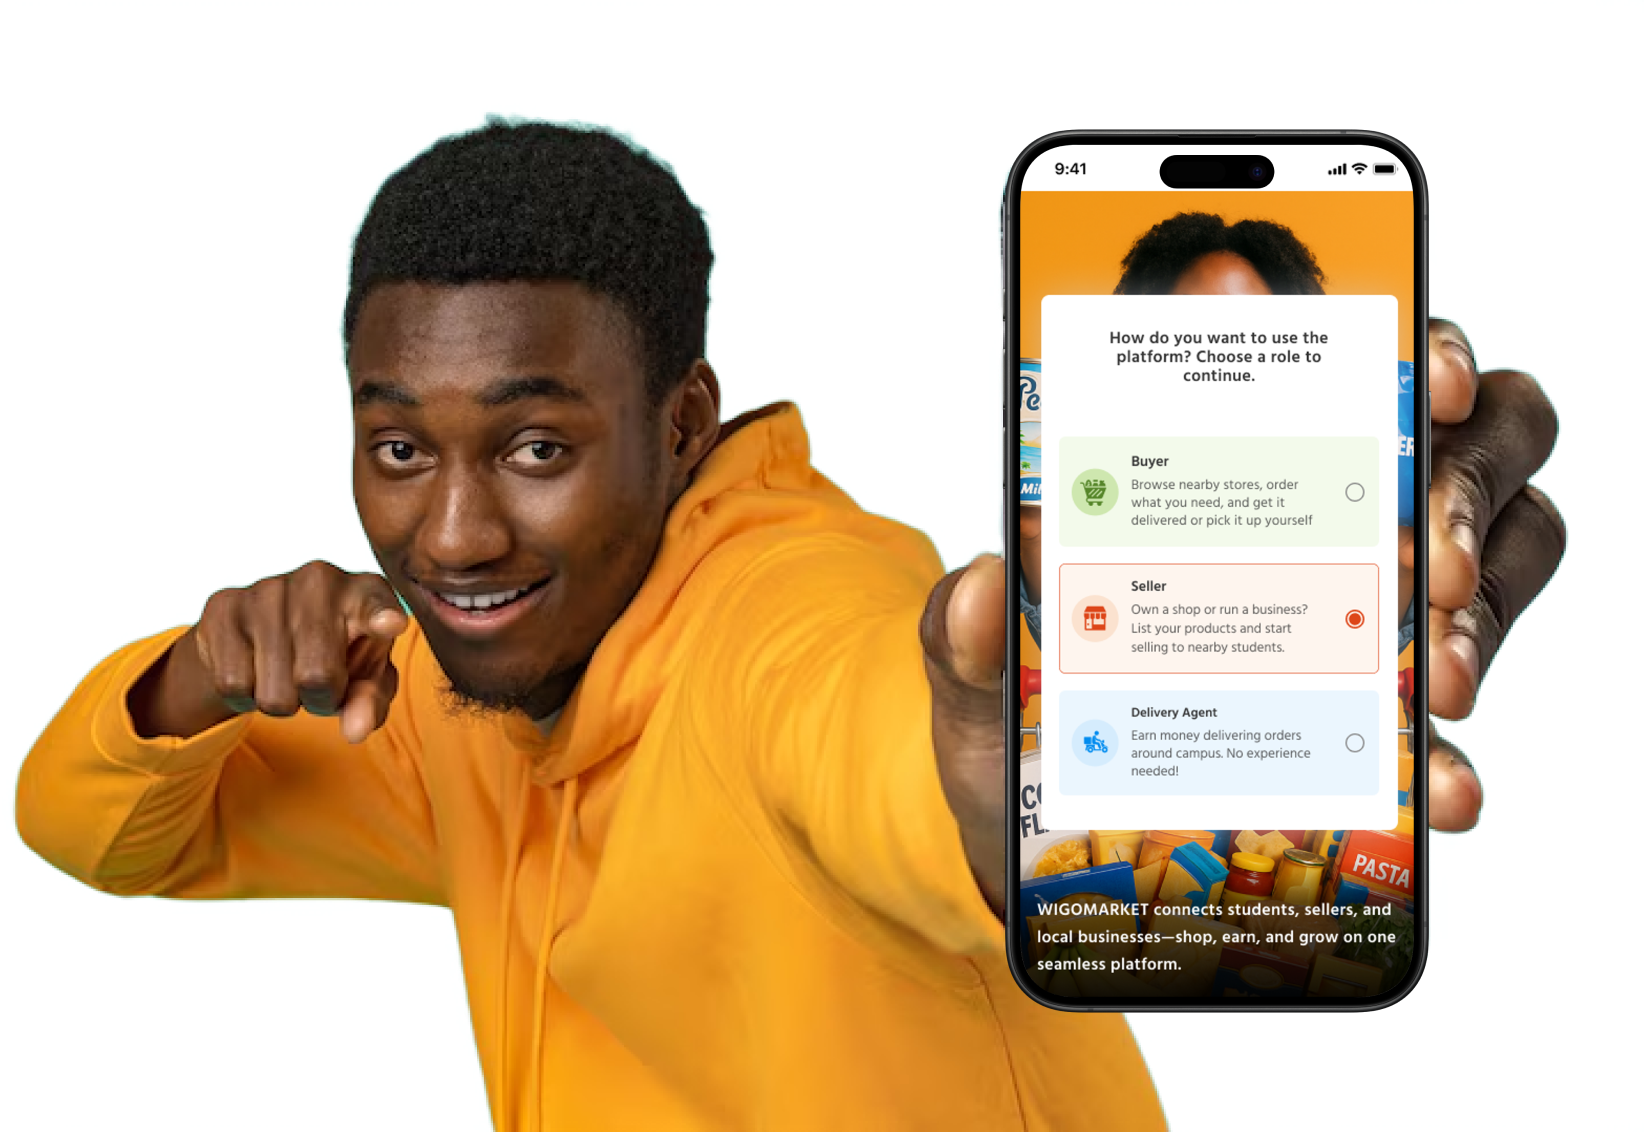 9:41
How do you want to use the
platform? Choose a role to
continue.
Buyer
Browse nearby stores, order
what you need, and get it
delivered or pick it up yourself
Seller
Own a shop or run a business?
List your products and start
selling to nearby students.
Delivery Agent
Earn money delivering orders
around campus. No experience
needed!
PASTA
WIGOMARKET connects students, sellers, and
local businesses—shop, earn, and grow on one
seamless platform.